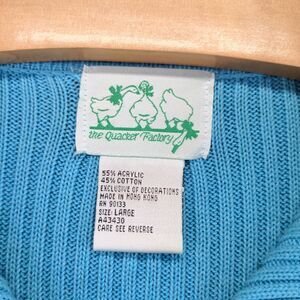 the Quacker Factory
55% ACRYLIC
45% COTTON
EXCLUSIVE OF DECORATIONS
MADE IN HONG KONG
RN 90133
SIZE: LARGE
A43430
CARE SEE REVERSE